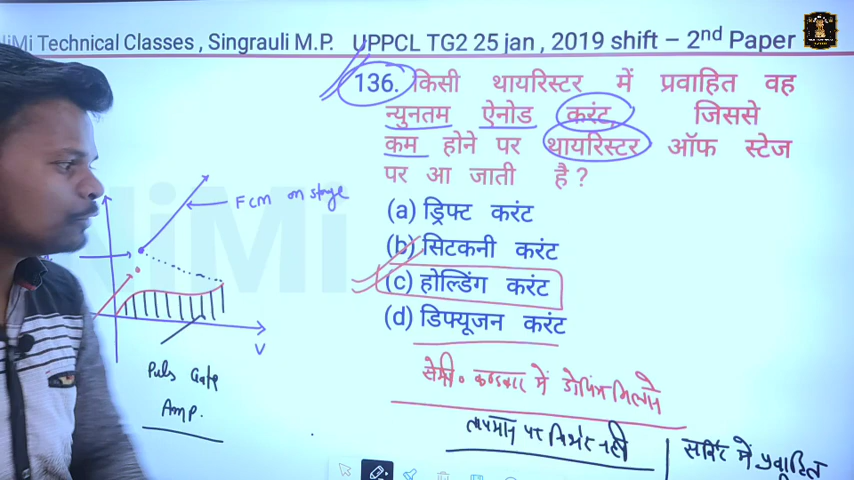 NiMi Technical Classes , Singrauli M.P. UPPCL TG2 25 jan , 2019 shift – 2nd Paper
136. किसी थायरिस्टर में प्रवाहित वह
न्युनतम ऐनोड करंट, जिससे
कम होने पर थायरिस्टर ऑफ स्टेज
पर आ जाती है ?
(a) ड्रिफ्ट करंट
(b) सिटकनी करंट
(c) होल्डिंग करंट
(d) डिफ्यूजन करंट
FCM on stage
V
Puls Gate
Amp.
में डोपिंग
तापमान पर निर्भर नही
सर्किट में प्रवाहित